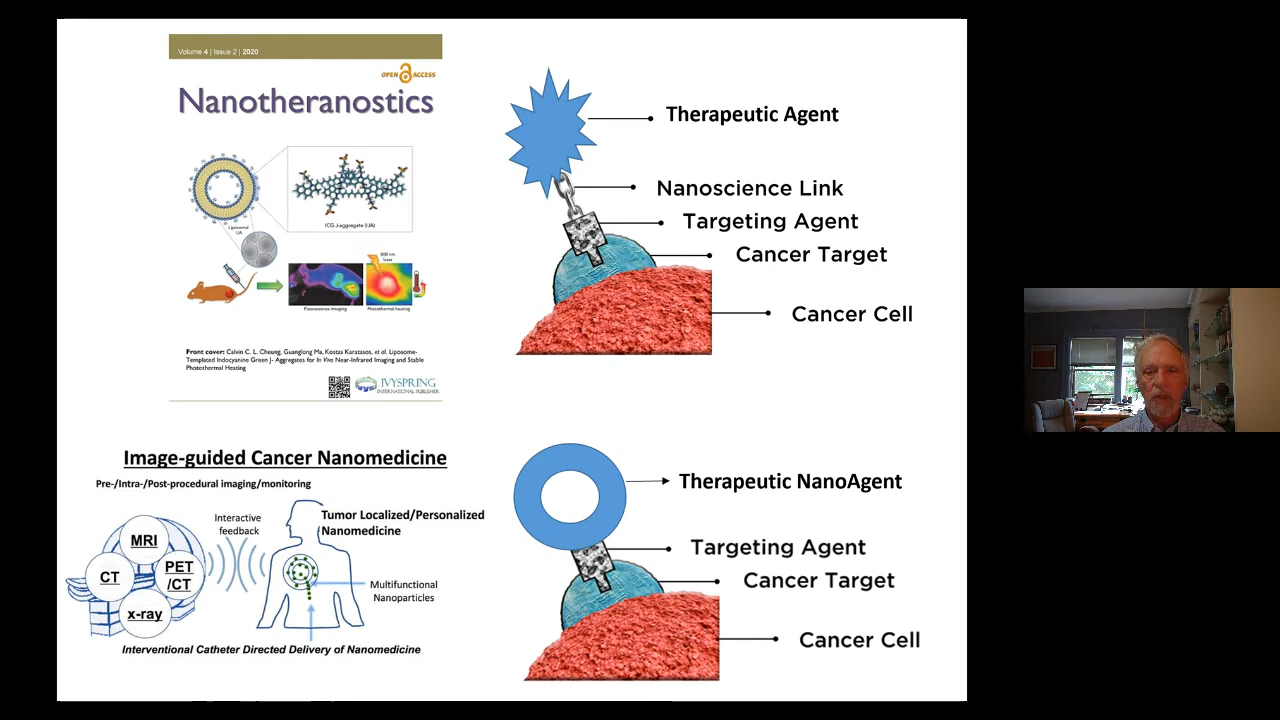 Volume 4 | Issue 2 | 2020
OPEN ACCESS
Nanotheranostics
Liposomal
IJA
ICG J-aggregate (IJA)
800 nm
Laser
Fluorescence imaging
Photothermal heating
Front cover: Calvin C. L. Cheung, Guanglong Ma, Kostas Karatasos, et al. Liposome-
Templated Indocyanine Green J- Aggregates for In Vivo Near-Infrared Imaging and Stable
Photothermal Heating
IVYSPRING
INTERNATIONAL PUBLISHER
Therapeutic Agent
Nanoscience Link
Targeting Agent
Cancer Target
Cancer Cell
Image-guided Cancer Nanomedicine
Pre-/Intra-/Post-procedural imaging/monitoring
Interactive
feedback
Tumor Localized/Personalized
Nanomedicine
MRI
CT
PET
/CT
x-ray
Multifunctional
Nanoparticles
Interventional Catheter Directed Delivery of Nanomedicine
Therapeutic NanoAgent
Targeting Agent
Cancer Target
Cancer Cell